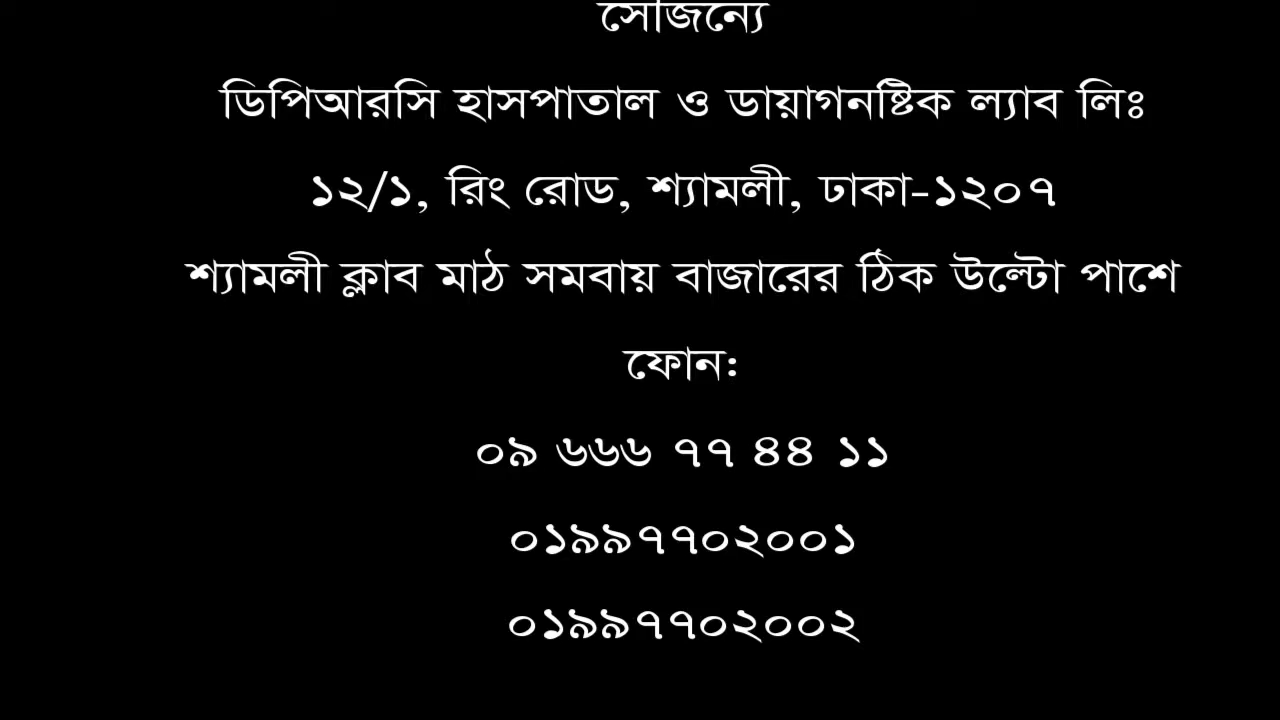 সৌজন্যে
ডিপিআরসি হাসপাতাল ও ডায়াগনষ্টিক ল্যাব লিঃ
১২/১, রিং রোড, শ্যামলী, ঢাকা-১২০৭
শ্যামলী ক্লাব মাঠ সমবায় বাজারের ঠিক উল্টো পাশে
ফোন:
০৯ ৬৬৬ ৭৭ ৪৪ ১১
০১৯৯৭৭০২০০১
০১৯৯৭৭০২০০২